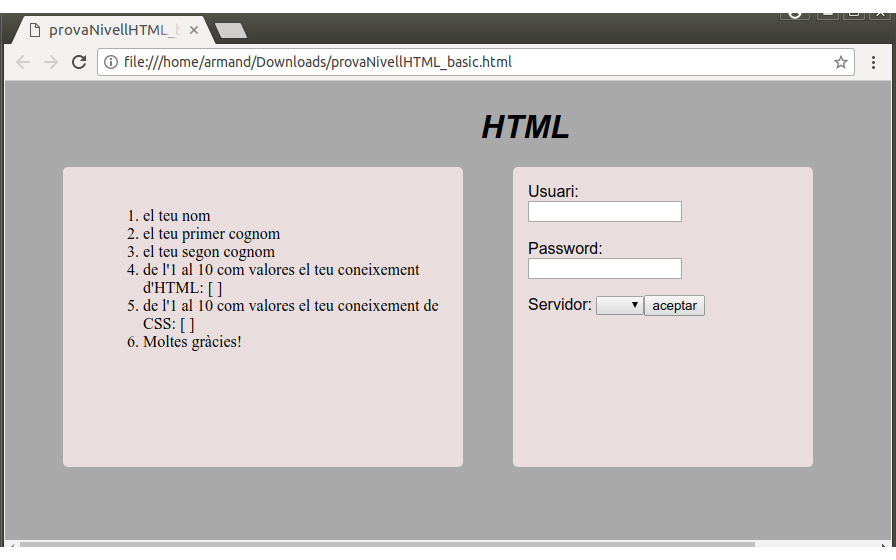 provaNivellHTML_
file:///home/armand/Downloads/provaNivellHTML_basic.html
HTML
1. el teu nom
2. el teu primer cognom
3. el teu segon cognom
4. de l'1 al 10 com valores el teu coneixement
d'HTML: [ ]
5. de l'1 al 10 com valores el teu coneixement de
CSS: [ ]
6. Moltes gràcies!
Usuari:
Password:
Servidor: aceptar